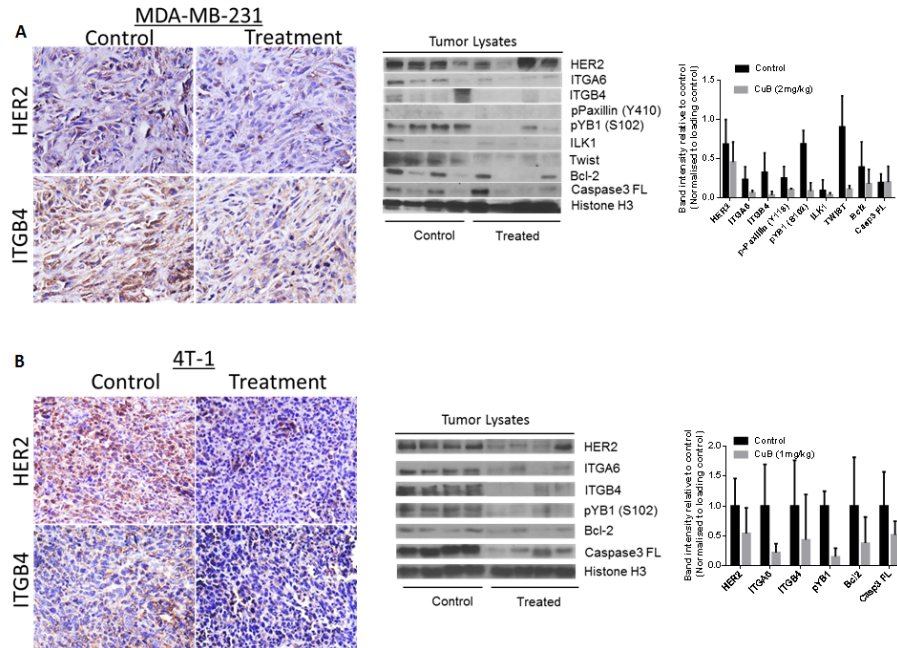 A
MDA-MB-231
Control
Treatment
HER2
ITGB4
Tumor Lysates
HER2
ITGA6
ITGB4
pPaxillin (Y410)
pYB1 (S102)
ILK1
Twist
Bcl-2
Caspase3 FL
Histone H3
Control
Treated
Band intensity relative to control
(Normalised to loading control)
1.5
1.0
0.5
0.0
Control
CuB (2mg/kg)
HER2
ITGA6
ITGB4
p-Paxillin (Y118)
pYB1 (S102)
ILK1
TWIST
Bcl2
Casp3 FL
B
4T-1
Control
Treatment
HER2
ITGB4
Tumor Lysates
HER2
ITGA6
ITGB4
pYB1 (S102)
Bcl-2
Caspase3 FL
Histone H3
Control
Treated
Band intensity relative to control
(Normalised to loading control)
2.0
1.5
1.0
0.5
0.0
Control
CuB (1mg/kg)
HER2
ITGA6
ITGB4
pYB1
Bcl2
Casp3 FL